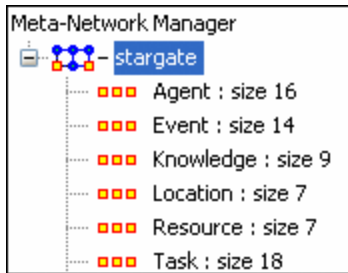 Meta-Network Manager
stargate
Agent : size 16
Event : size 14
Knowledge : size 9
Location : size 7
Resource : size 7
Task : size 18